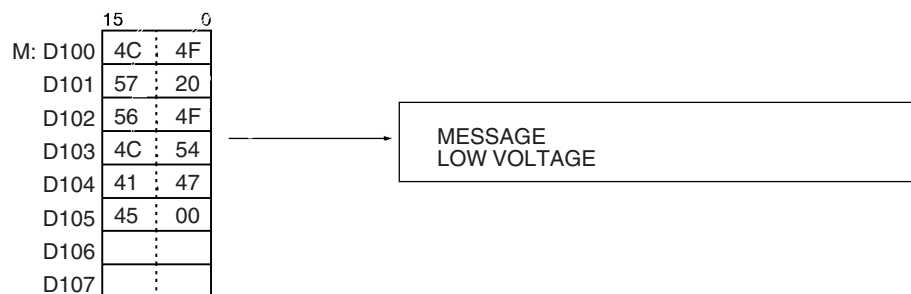 15 0
M: D100 4C 4F
D101 57 20
D102 56 4F
D103 4C 54
D104 41 47
D105 45 00
D106
D107
MESSAGE
LOW VOLTAGE